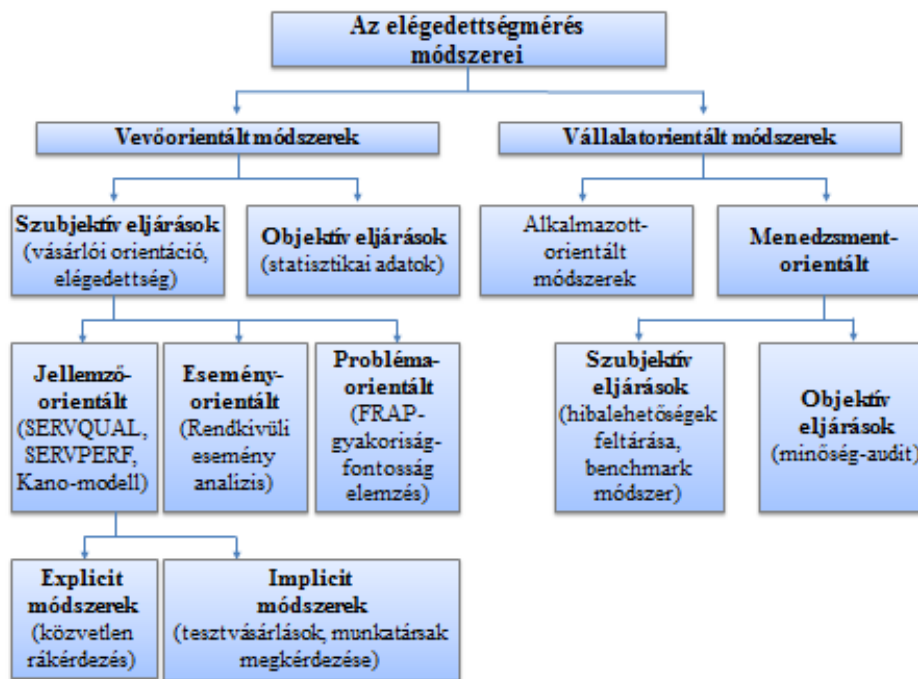 Az elégedettségmérés
módszerei
Vevőorientált módszerek
Vállalatorientált módszerek
Szubjektív eljárások
(vásárlói orientáció,
elégedettség)
Objektív eljárások
(statisztikai adatok)
Alkalmazott-
orientált
módszerek
Menedzsment-
orientált
Jellemző-
orientált
(SERVQUAL,
SERVPERF,
Kano-modell)
Esemény-
orientált
(Rendkivüli
esemény
analízis)
Probléma-
orientált
(FRAP-
gyakoriság-
fontosság
elemzés)
Szubjektív
eljárások
(hibalehetőségek
feltárása,
benchmark
módszer)
Objektív
eljárások
(minőség-audit)
Explicit
módszerek
(közvetlen
rákérdezés)
Implicit
módszerek
(tesztvásárlások, munkatársak
megkérdezése)